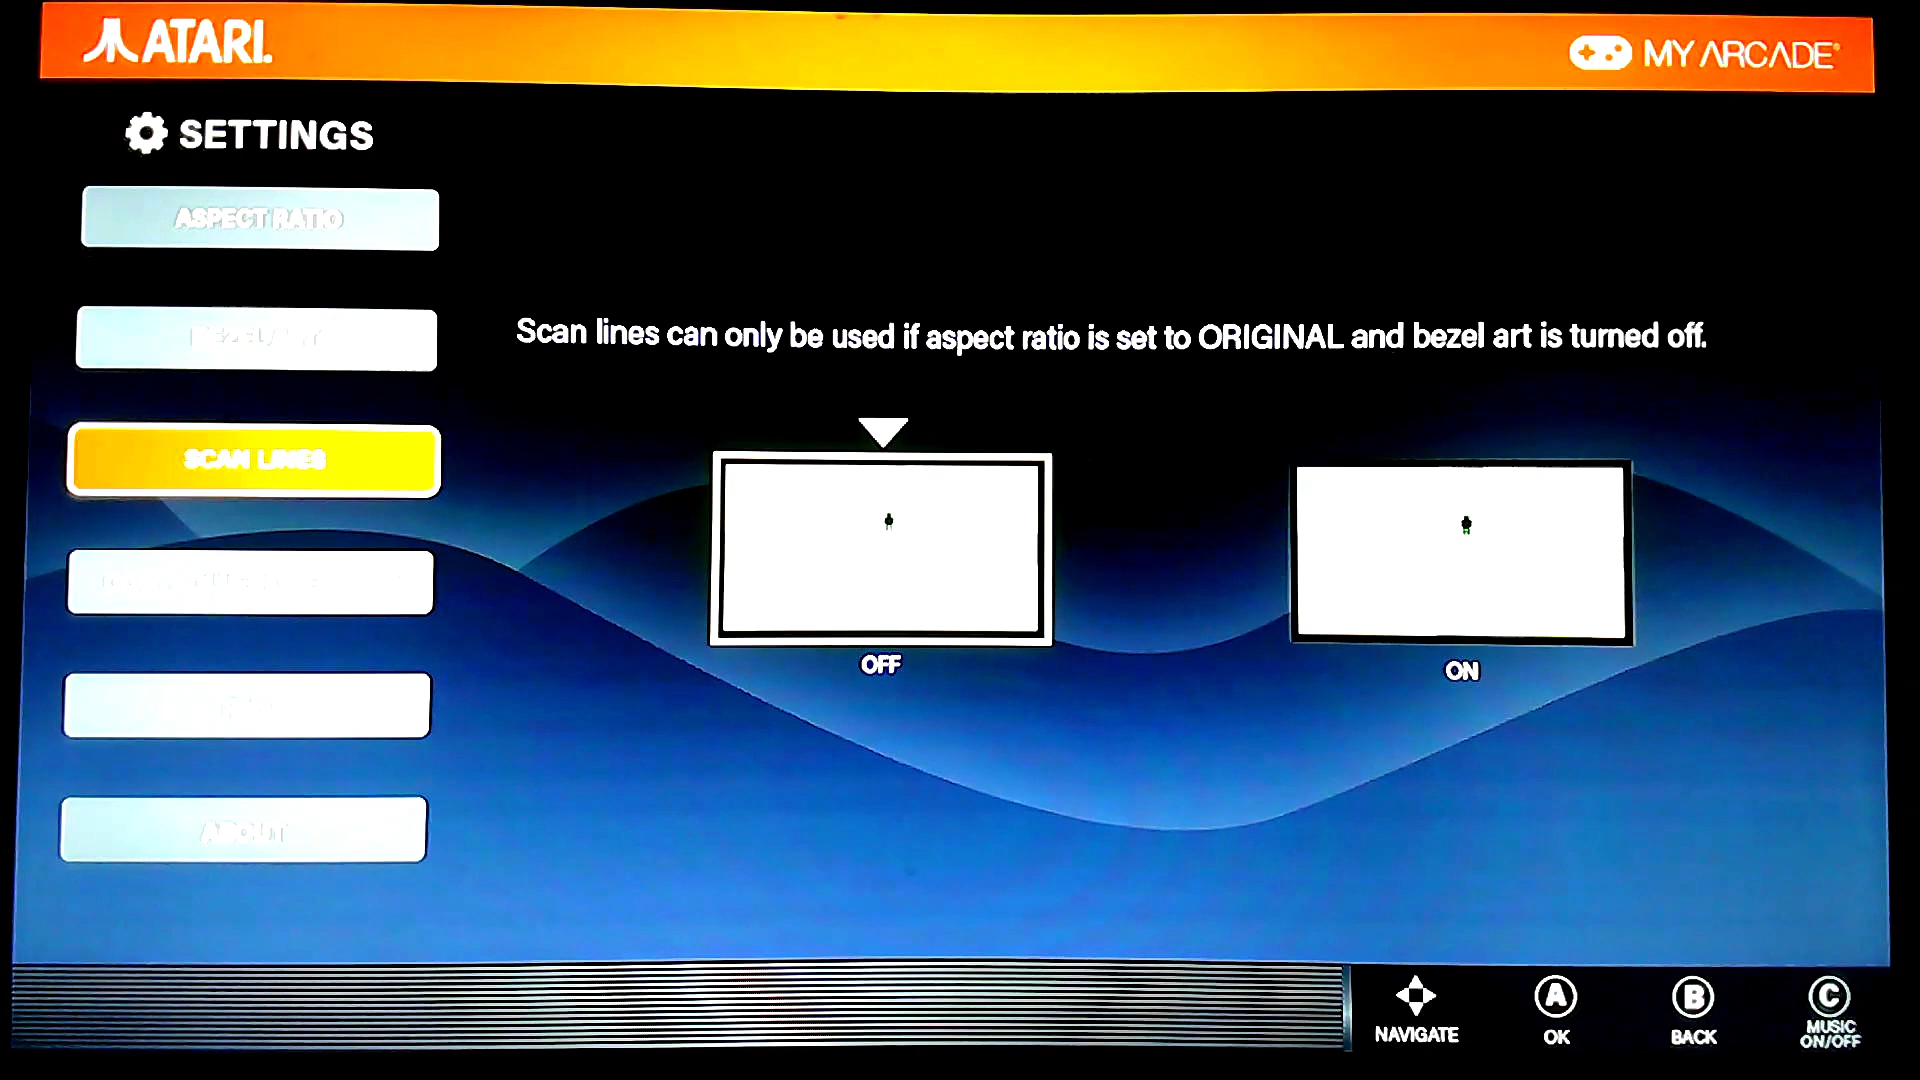 ATARI
MY ARCADE
SETTINGS
ASPECT RATIO
Scan lines can only be used if aspect ratio is set to ORIGINAL and bezel art is turned off.
SCAN LINES
OFF
ON
ABOUT
NAVIGATE
A
OK
B
BACK
C
MUSIC
ON/OFF